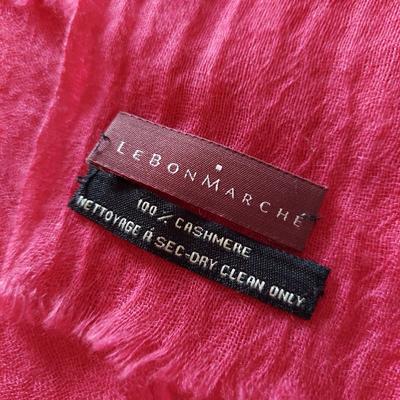 LEBONMARCHÉ
100% CASHMERE
NETTOYAGE Á SEC-DRY CLEAN ONLY